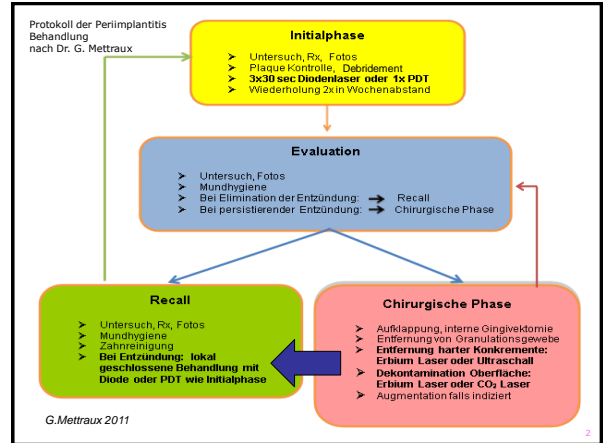 Protokoll der Periimplantitis
Behandlung
nach Dr. G. Mettraux
Initialphase
➤ Untersuch, Rx, Fotos
➤ Plaque Kontrolle, Debridement
➤ 3x30 sec Diodenlaser oder 1x PDT
➤ Wiederholung 2x in Wochenabstand
Evaluation
➤ Untersuch, Fotos
➤ Mundhygiene
➤ Bei Elimination der Entzündung: → Recall
➤ Bei persistierender Entzündung: → Chirurgische Phase
Recall
➤ Untersuch, Rx, Fotos
➤ Mundhygiene
➤ Zahnreinigung
➤ Bei Entzündung: lokal
geschlossene Behandlung mit
Diode oder PDT wie Initialphase
Chirurgische Phase
➤ Aufklappung, interne Gingivektomie
➤ Entfernung von Granulationsgewebe
➤ Entfernung harter Konkremente:
Erbium Laser oder Ultraschall
➤ Dekontamination Oberfläche:
Erbium Laser oder CO₂ Laser
➤ Augmentation falls indiziert
G.Mettraux 2011
2